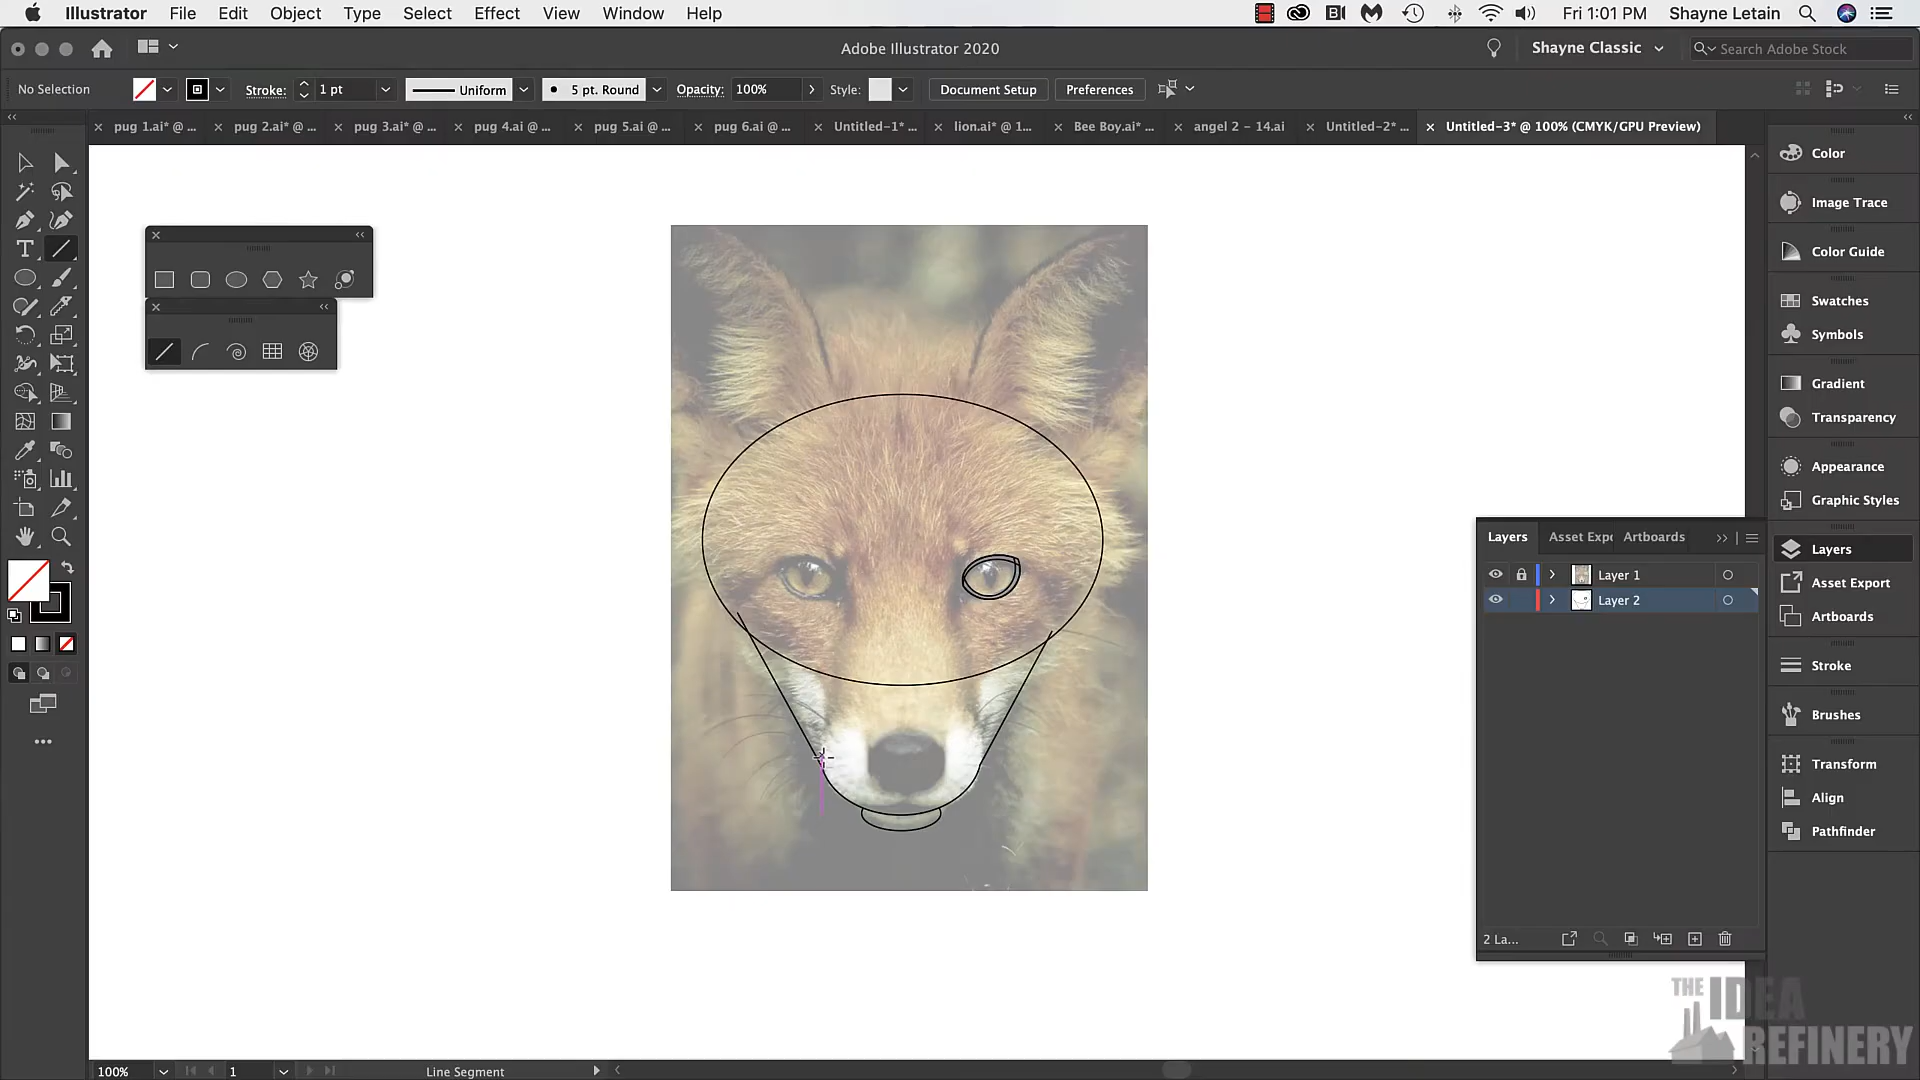 Illustrator File Edit Object Type Select Effect View Window Help Fri 1:01 PM Shayne Letain
Adobe Illustrator 2020 Shayne Classic Search Adobe Stock
No Selection Stroke: 1 pt Uniform 5 pt. Round Opacity: 100% Style: Document Setup Preferences
pug 1.ai* @ ... pug 2.ai* @ ... pug 3.ai* @ ... pug 4.ai @ ... pug 5.ai @ ... pug 6.ai @ ... Untitled-1* ... lion.ai* @ 1... Bee Boy.ai* ... angel 2 - 14.ai Untitled-2* ... Untitled-3* @ 100% (CMYK/GPU Preview)
Color
Image Trace
Color Guide
Swatches
Symbols
Gradient
Transparency
Appearance
Graphic Styles
Layers
Asset Export
Artboards
Stroke
Brushes
Transform
Align
Pathfinder
Layers Asset Expo Artboards
Layer 1
Layer 2
2 La...
THE IDEA
REFINERY
100% 1 Line Segment